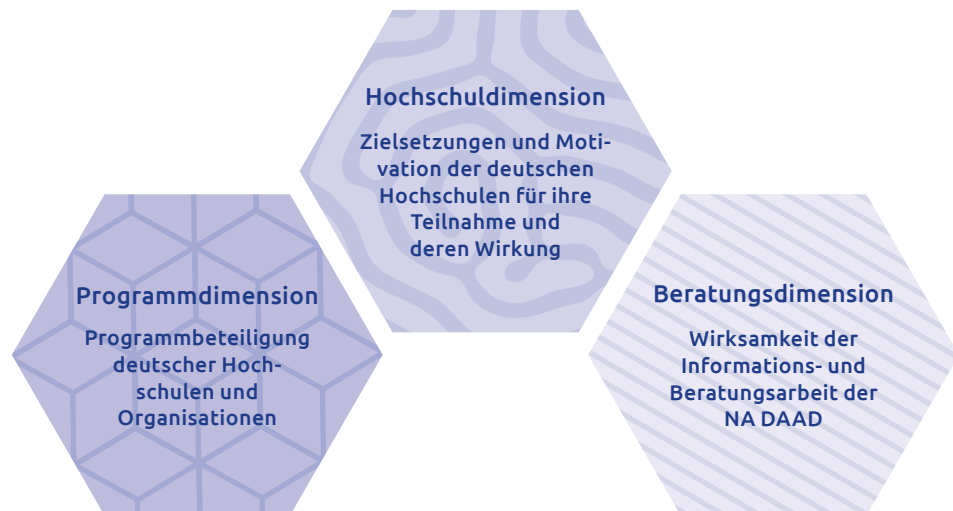 Hochschuldimension
Zielsetzungen und Moti-
vation der deutschen
Hochschulen für ihre
Teilnahme und
deren Wirkung
Programmdimension
Programmbeteiligung
deutscher Hoch-
schulen und
Organisationen
Beratungsdimension
Wirksamkeit der
Informations- und
Beratungsarbeit der
NA DAAD